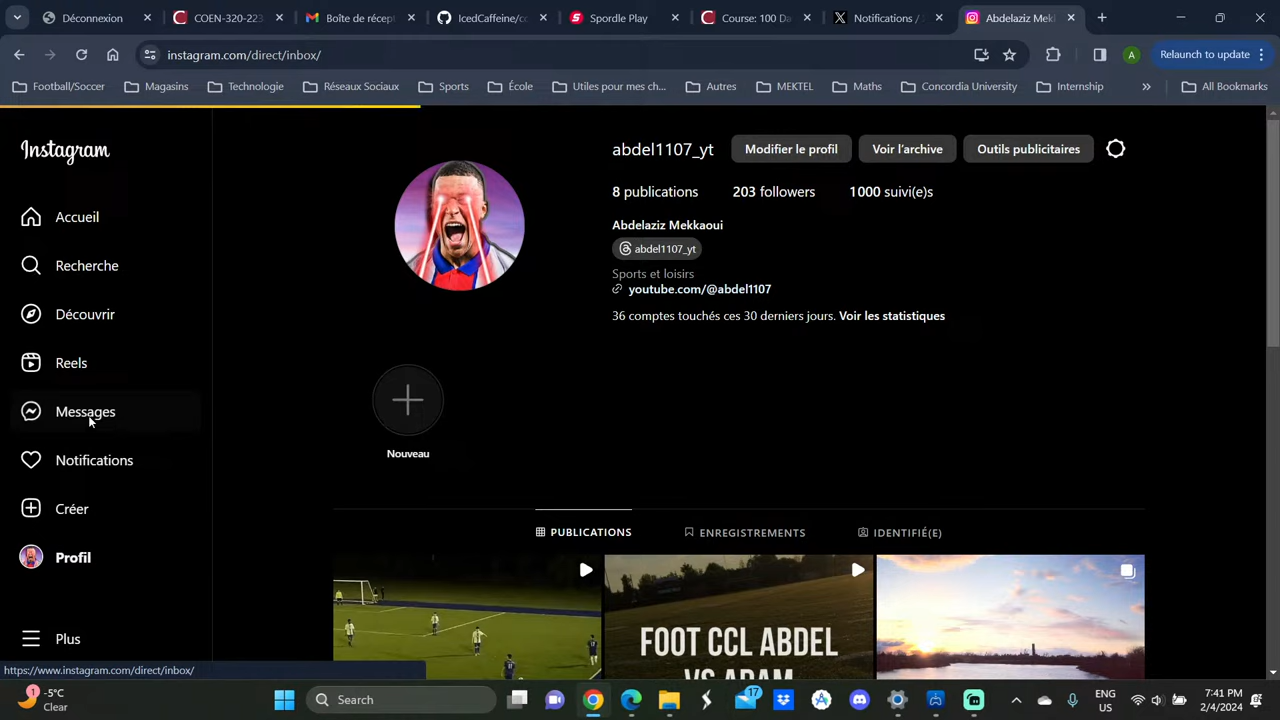 Déconnexion
COEN-320-223
Boîte de récept
IcedCaffeine/cc
Spordle Play
Course: 100 Da
Notifications /
Abdelaziz Mekk
instagram.com/direct/inbox/
A
Relaunch to update
Football/Soccer
Magasins
Technologie
Réseaux Sociaux
Sports
École
Utiles pour mes ch...
Autres
MEKTEL
Maths
Concordia University
Internship
»
All Bookmarks
Instagram
Accueil
Recherche
Découvrir
Reels
Messages
Notifications
Créer
Profil
Plus
abdel1107_yt
Modifier le profil
Voir l’archive
Outils publicitaires
8 publications
203 followers
1000 suivi(e)s
Abdelaziz Mekkaoui
abdel1107_yt
Sports et loisirs
youtube.com/@abdel1107
36 comptes touchés ces 30 derniers jours. Voir les statistiques
Nouveau
PUBLICATIONS
ENREGISTREMENTS
IDENTIFIÉ(E)
FOOT CCL ABDEL
VS ADAM
https://www.instagram.com/direct/inbox/
1
-5°C
Clear
Search
17
ENG
US
7:41 PM
2/4/2024